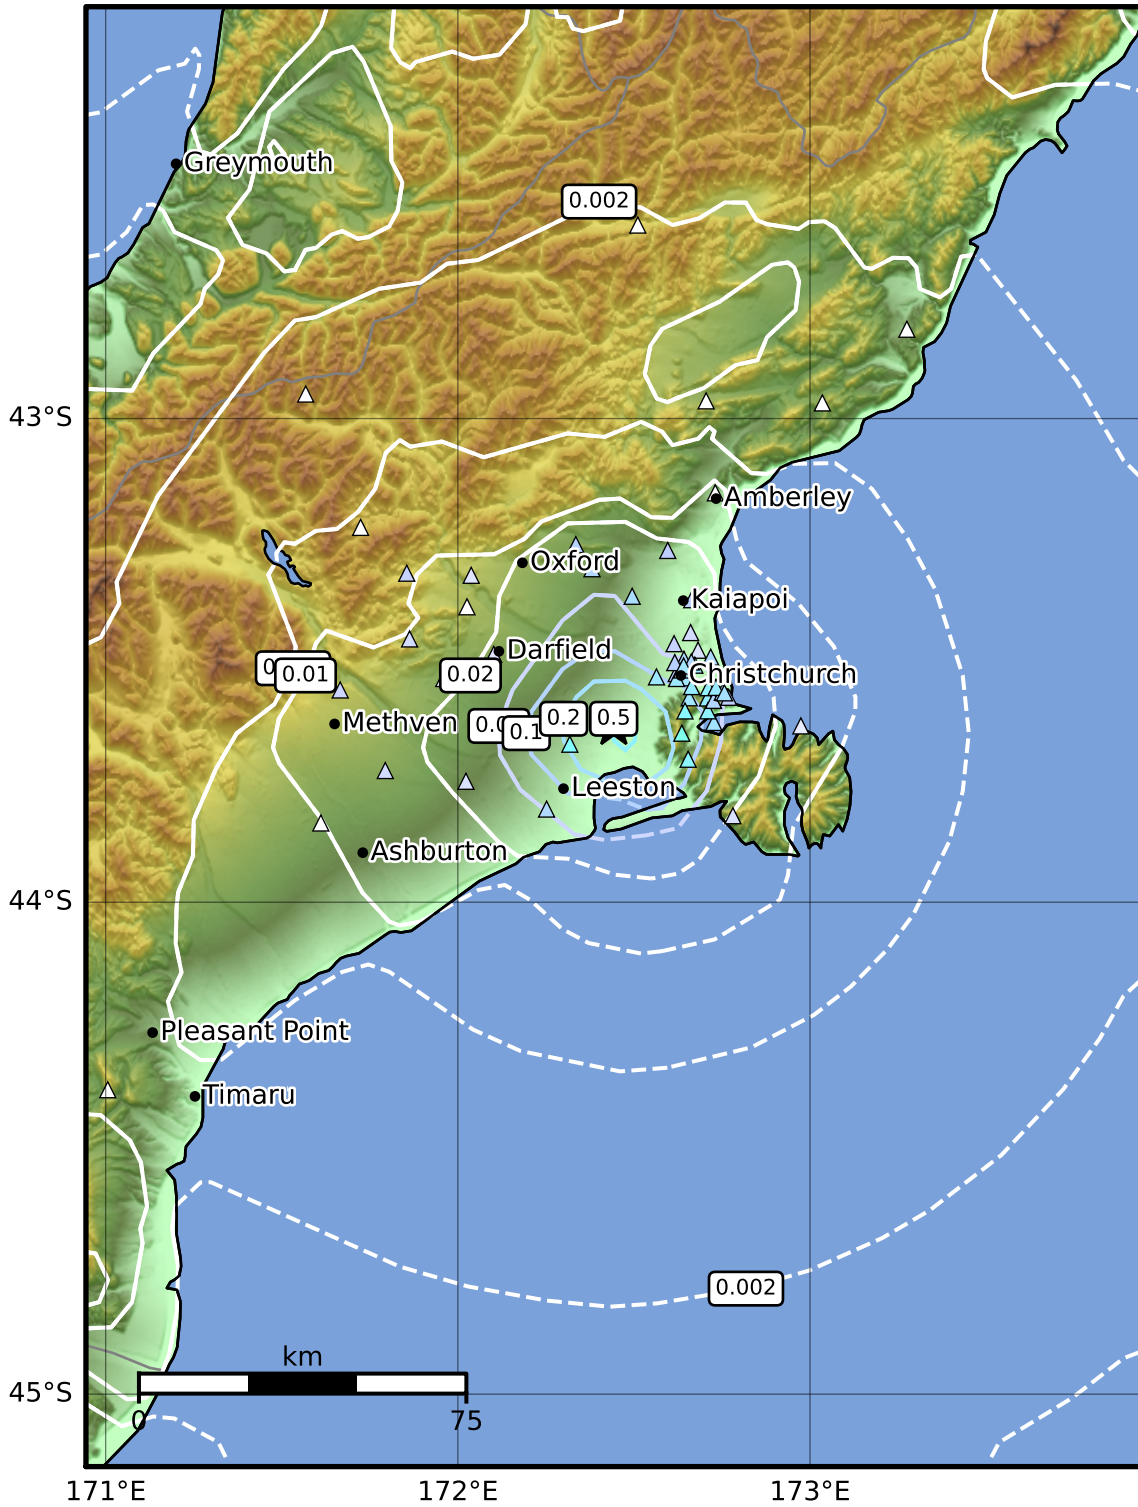 0.002
Greymouth
43°S
Amberley
Oxford
Kaiapoi
Darfield
Christchurch
0.01
0.02
Methven
0.1
0.2
0.5
Leeston
Ashburton
44°S
Pleasant Point
Timaru
0.002
km
0
75
45°S
171°E
172°E
173°E